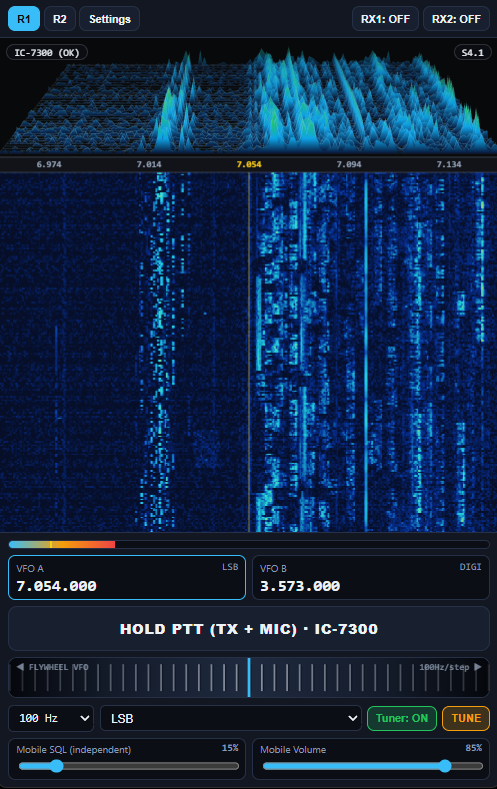 R1 R2 Settings RX1: OFF RX2: OFF
IC-7300 (OK) S4.1
6.974 7.014 7.054 7.094 7.134
VFO A LSB VFO B DIGI
7.054.000 3.573.000
HOLD PTT (TX + MIC) · IC-7300
◀ FLYWHEEL VFO 100Hz/step ▶
100 Hz LSB Tuner: ON TUNE
Mobile SQL (independent) 15% Mobile Volume 85%